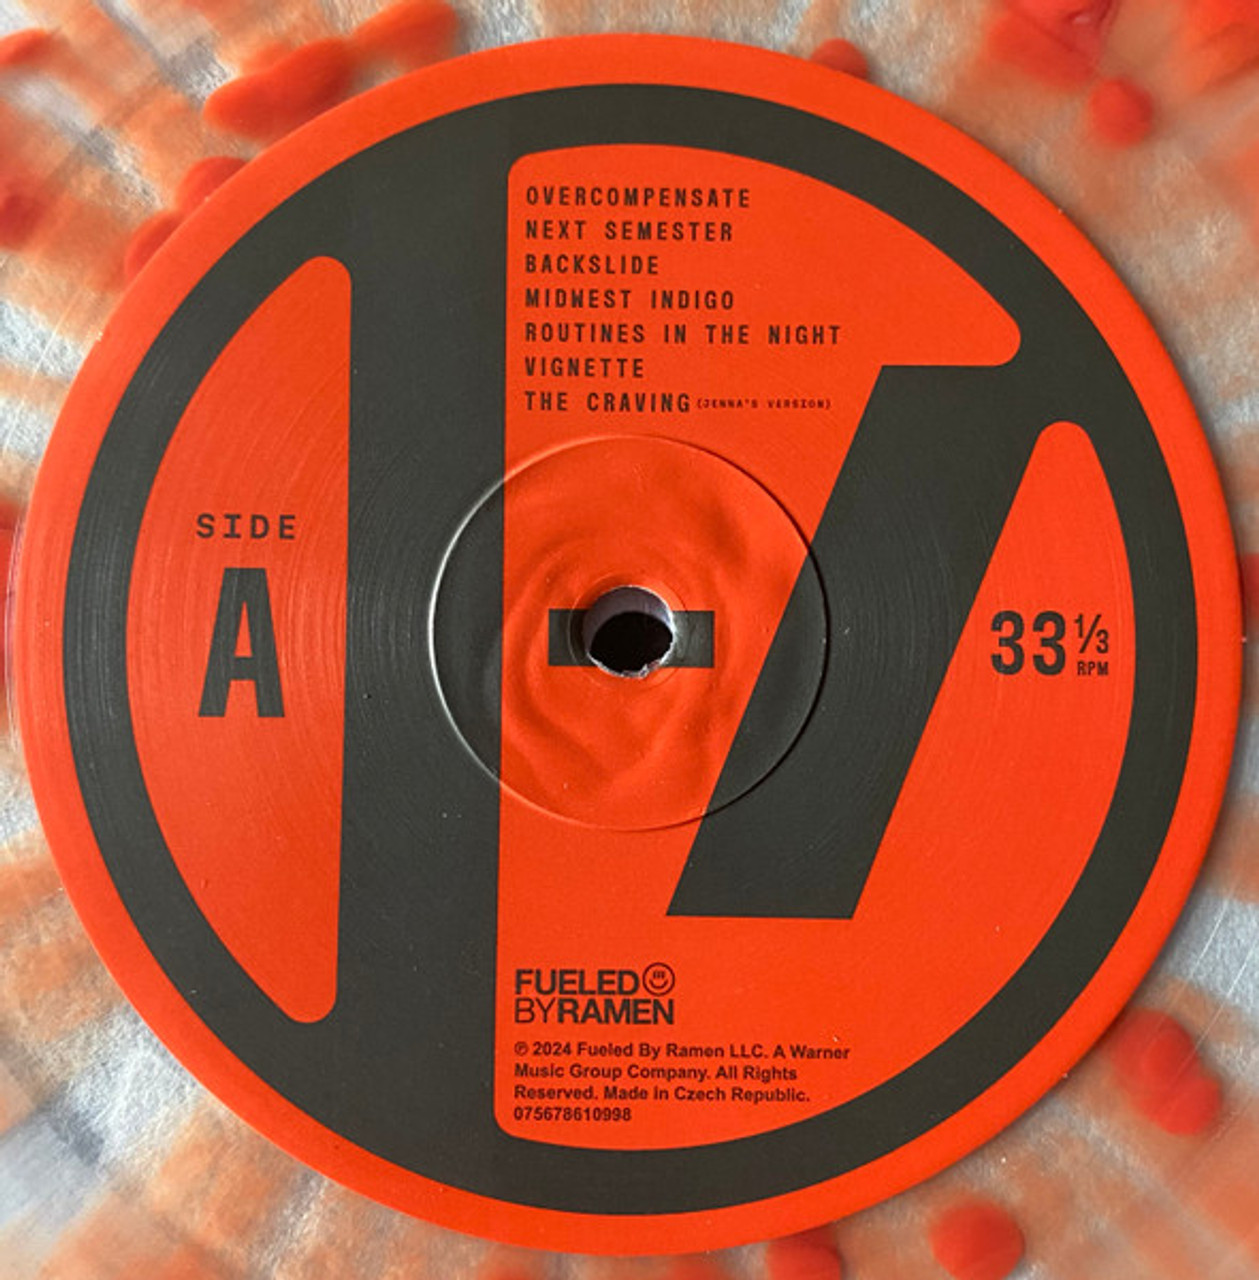 OVERCOMPENSATE
NEXT SEMESTER
BACKSLIDE
MIDWEST INDIGO
ROUTINES IN THE NIGHT
VIGNETTE
THE CRAVING (JENNA'S VERSION)
SIDE
A
33 ⅓
RPM
FUELED
BYRAMEN
℗ 2024 Fueled By Ramen LLC. A Warner
Music Group Company. All Rights
Reserved. Made in Czech Republic.
075678610998